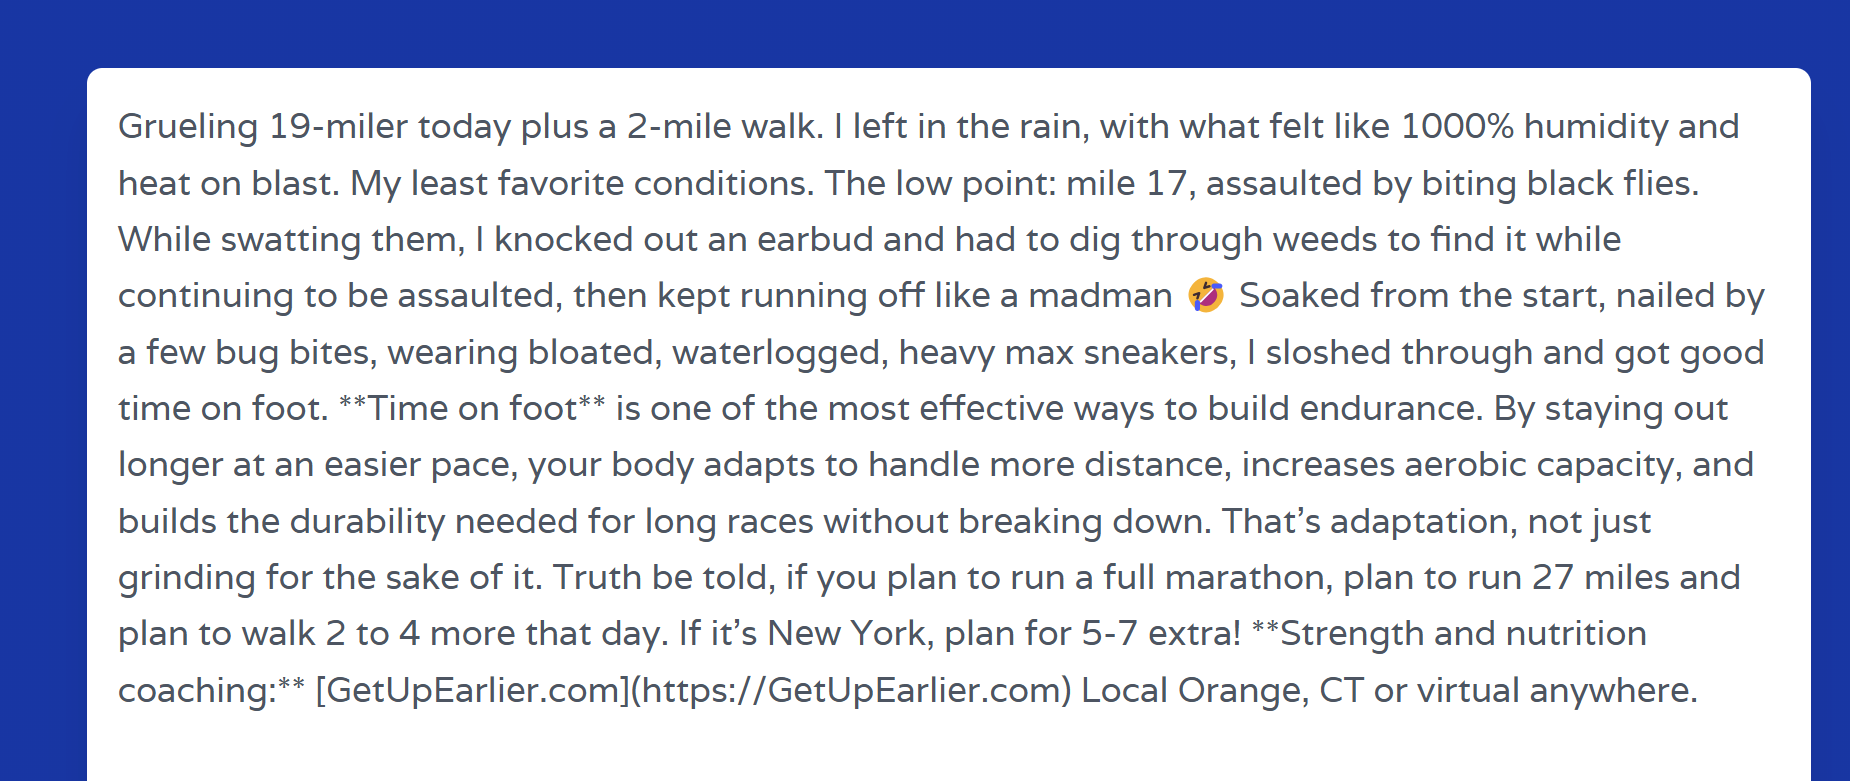 Grueling 19-miler today plus a 2-mile walk. I left in the rain, with what felt like 1000% humidity and
heat on blast. My least favorite conditions. The low point: mile 17, assaulted by biting black flies.
While swatting them, I knocked out an earbud and had to dig through weeds to find it while
continuing to be assaulted, then kept running off like a madman 🤣 Soaked from the start, nailed by
a few bug bites, wearing bloated, waterlogged, heavy max sneakers, I sloshed through and got good
time on foot. **Time on foot** is one of the most effective ways to build endurance. By staying out
longer at an easier pace, your body adapts to handle more distance, increases aerobic capacity, and
builds the durability needed for long races without breaking down. That’s adaptation, not just
grinding for the sake of it. Truth be told, if you plan to run a full marathon, plan to run 27 miles and
plan to walk 2 to 4 more that day. If it’s New York, plan for 5-7 extra! **Strength and nutrition
coaching:** [GetUpEarlier.com](https://GetUpEarlier.com) Local Orange, CT or virtual anywhere.